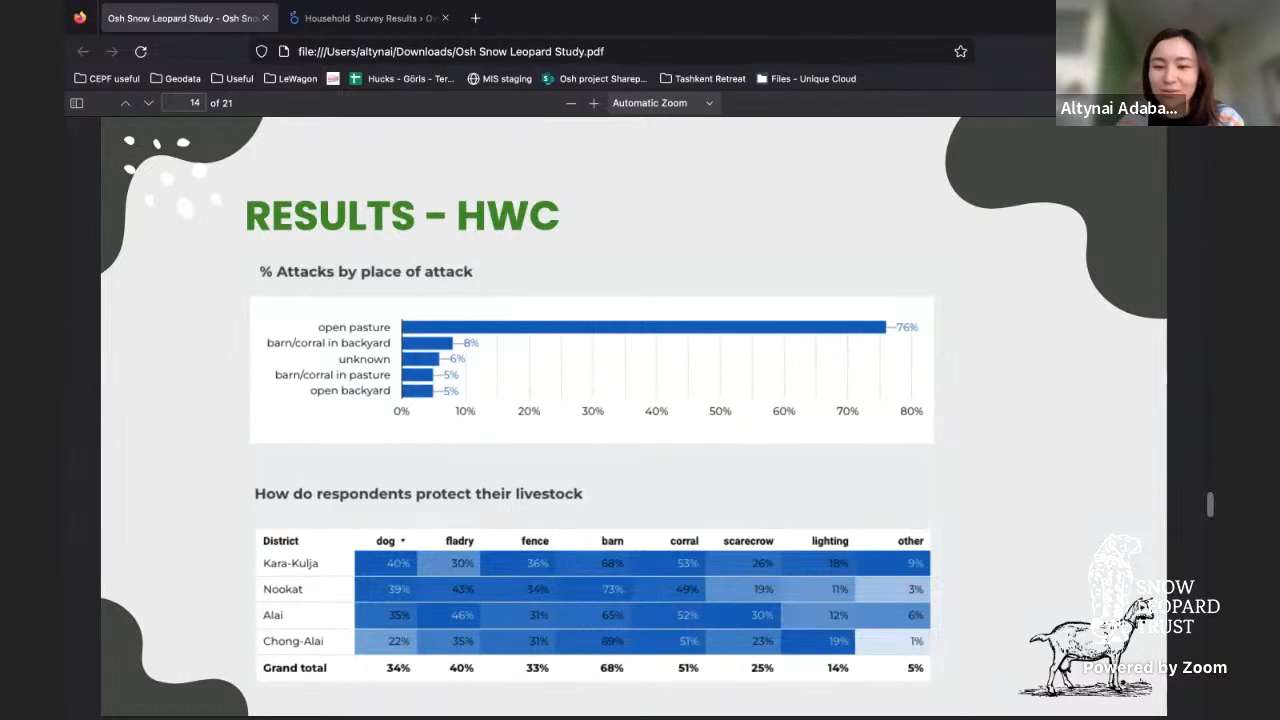 Osh Snow Leopard Study - Osh Sno
Household Survey Results › O
file:///Users/altynai/Downloads/Osh Snow Leopard Study.pdf
CEPF useful Geodata Useful LeWagon Hucks - Görls - Ter... MIS staging Osh project Sharep... Tashkent Retreat Files - Unique Cloud
14 of 21
Automatic Zoom
Altynai Adaba...
RESULTS - HWC
% Attacks by place of attack
open pasture 76%
barn/corral in backyard 8%
unknown 6%
barn/corral in pasture 5%
open backyard 5%
0% 10% 20% 30% 40% 50% 60% 70% 80%
How do respondents protect their livestock
District dog fladry fence barn corral scarecrow lighting other
Kara-Kulja 40% 30% 36% 68% 53% 26% 18% 9%
Nookat 39% 43% 34% 73% 49% 19% 11% 3%
Alai 35% 46% 31% 65% 52% 30% 12% 6%
Chong-Alai 22% 35% 31% 69% 51% 23% 19% 1%
Grand total 34% 40% 33% 68% 51% 25% 14% 5%
SNOW
LEOPARD
TRUST
Powered by Zoom